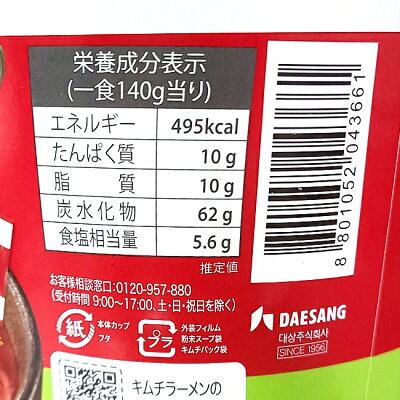 栄養成分表示
(一食140g当り)
エネルギー 495kcal
たんぱく質 10g
脂 質 10g
炭水化物 62g
食塩相当量 5.6g
推定値
お客様相談窓口:0120-957-880
(受付時間 9:00~17:00、土・日・祝日を除く)
紙
本体カップ
フタ
プラ
外装フィルム
粉末スープ袋
キムチパック袋
8 801052 043661
DAESANG
대상주식회사
SINCE 1956
キムチラーメンの